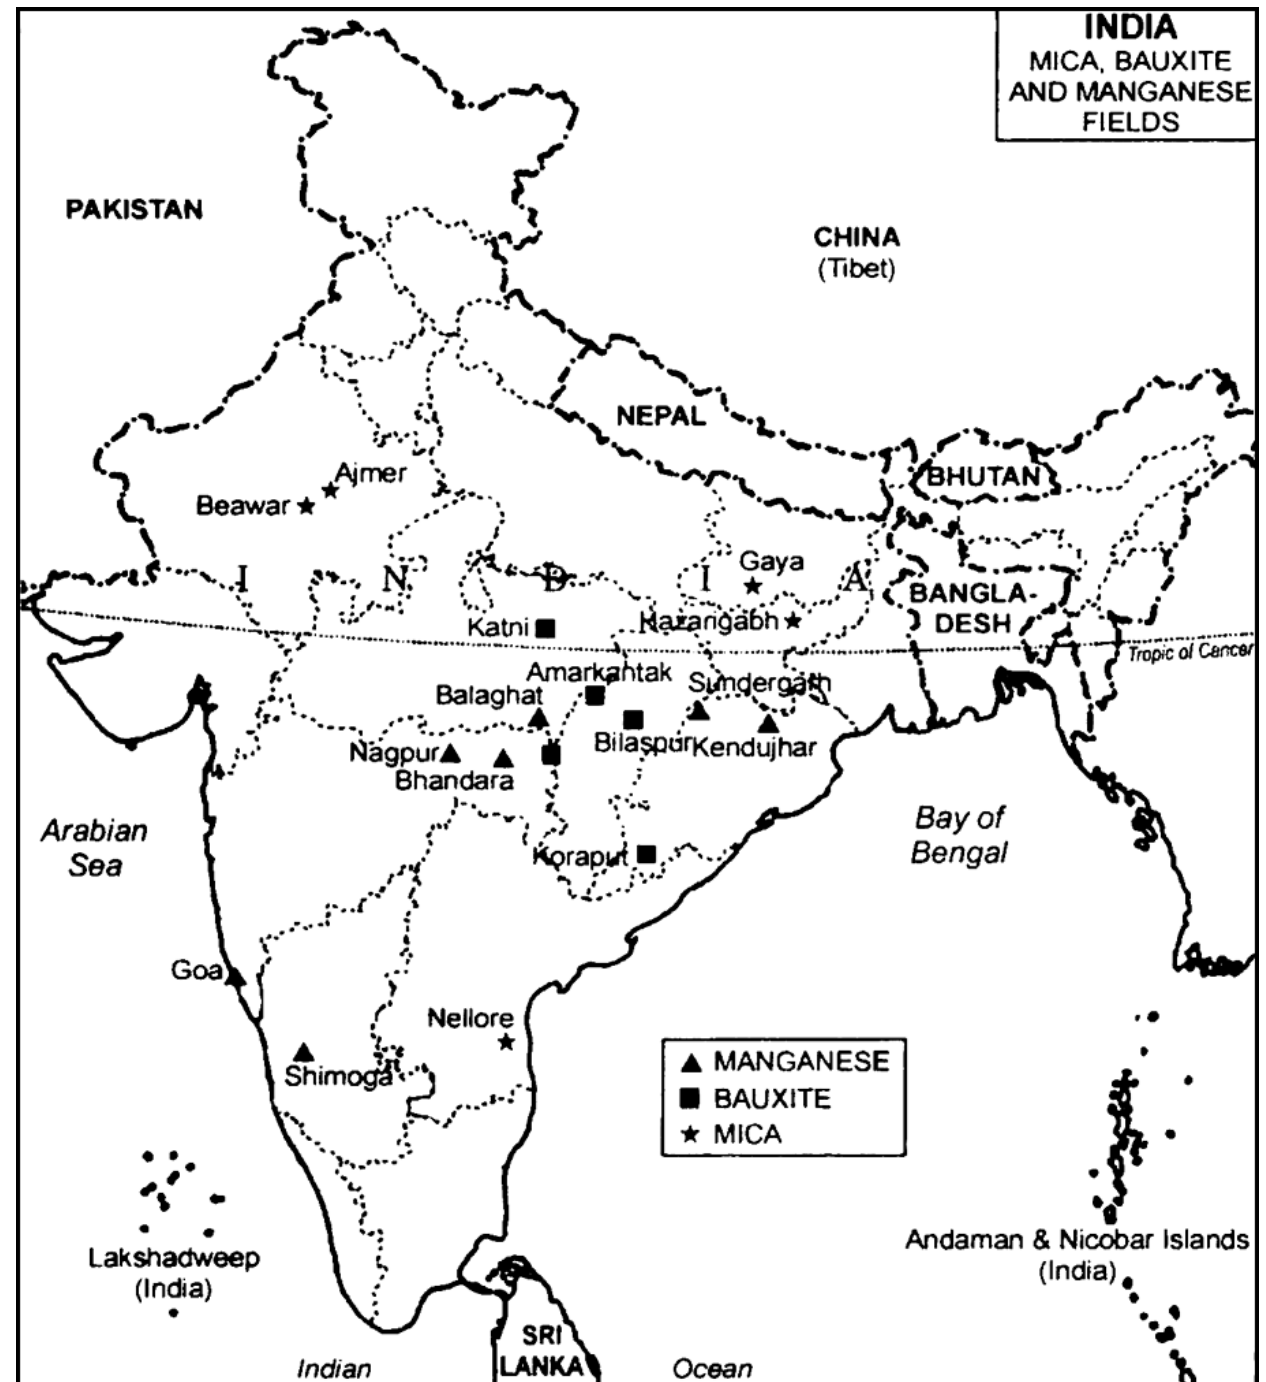 INDIA
MICA, BAUXITE
AND MANGANESE
FIELDS
PAKISTAN
CHINA
(Tibet)
NEPAL
BHUTAN
Ajmer
Beawar
I N D I A
Gaya
BANGLA-
DESH
Hazarigabh
Katni
Tropic of Cancer
Amarkantak
Sundergath
Balaghat
Bilaspur
Kendujhar
Nagpur
Bhandara
Arabian
Sea
Bay of
Bengal
Koraput
Goa
Nellore
Shimoga
MANGANESE
BAUXITE
MICA
Lakshadweep
(India)
Andaman & Nicobar Islands
(India)
SRI
LANKA
Indian Ocean